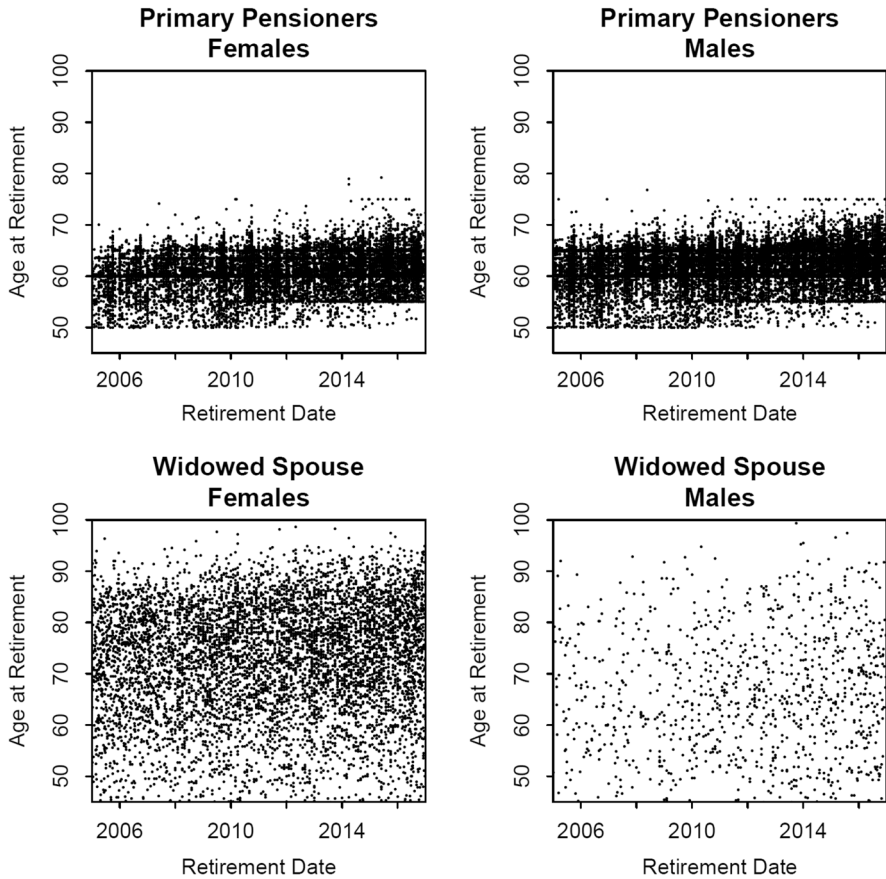 Primary Pensioners
Females
Age at Retirement
100
90
80
70
60
50
2006
2010
2014
Retirement Date
Primary Pensioners
Males
Age at Retirement
100
90
80
70
60
50
2006
2010
2014
Retirement Date
Widowed Spouse
Females
Age at Retirement
100
90
80
70
60
50
2006
2010
2014
Retirement Date
Widowed Spouse
Males
Age at Retirement
100
90
80
70
60
50
2006
2010
2014
Retirement Date